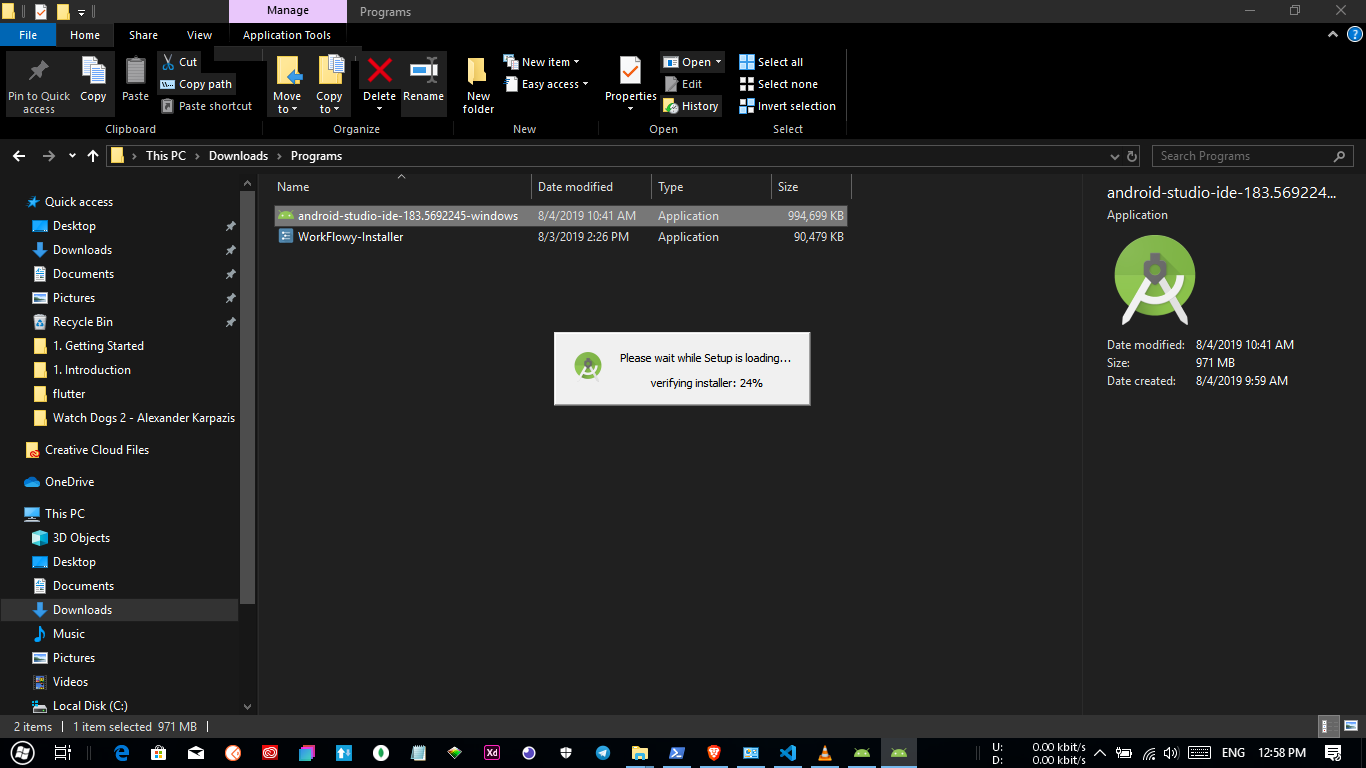 Manage
Programs
File
Home
Share
View
Application Tools
Pin to Quick access
Copy
Paste
Cut
Copy path
Paste shortcut
Clipboard
Move to
Copy to
Delete
Rename
Organize
New folder
New item
Easy access
New
Properties
Open
Edit
History
Open
Select all
Select none
Invert selection
Select
This PC > Downloads > Programs
Search Programs
Name
Date modified
Type
Size
android-studio-ide-183.5692245-windows 8/4/2019 10:41 AM Application 994,699 KB
WorkFlowy-Installer 8/3/2019 2:26 PM Application 90,479 KB
Quick access
Desktop
Downloads
Documents
Pictures
Recycle Bin
1. Getting Started
1. Introduction
flutter
Watch Dogs 2 - Alexander Karpazis
Creative Cloud Files
OneDrive
This PC
3D Objects
Desktop
Documents
Downloads
Music
Pictures
Videos
Local Disk (C:)
Please wait while Setup is loading...
verifying installer: 24%
android-studio-ide-183.569224...
Application
Date modified: 8/4/2019 10:41 AM
Size: 971 MB
Date created: 8/4/2019 9:59 AM
2 items
1 item selected 971 MB
Xd
U: 0.00 kbit/s
D: 0.00 kbit/s
ENG
12:58 PM